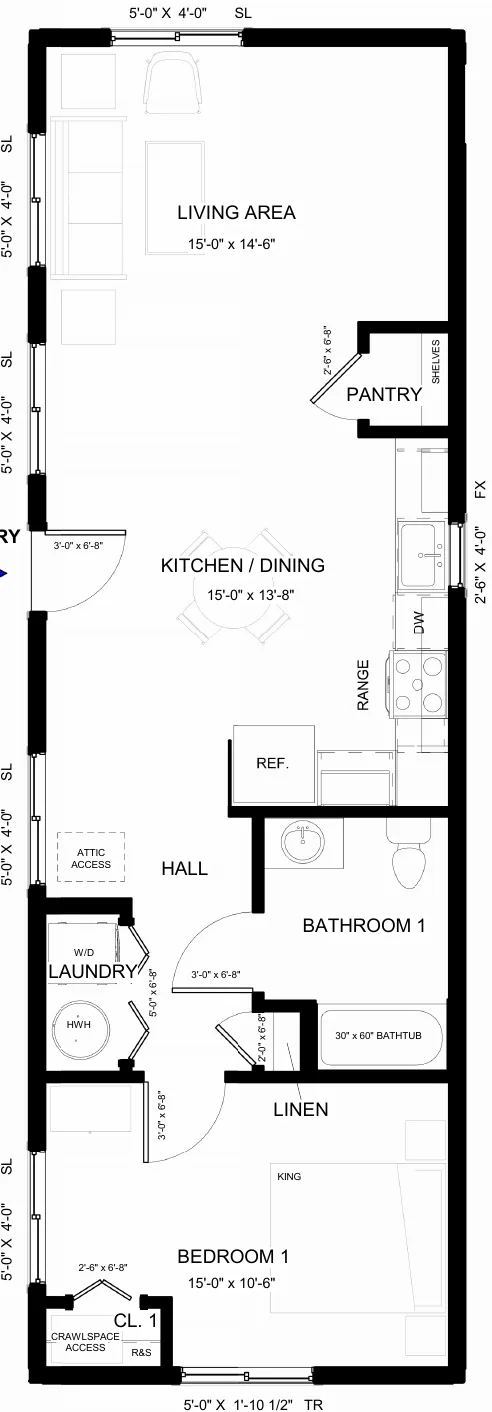 5'-0" X 4'-0" SL
5'-0" X 4'-0" SL
LIVING AREA
15'-0" x 14'-6"
5'-0" X 4'-0" SL
2'-6" x 6'-8"
SHELVES
PANTRY
2'-6" X 4'-0" FX
RY
3'-0" x 6'-8"
KITCHEN / DINING
15'-0" x 13'-8"
DW
RANGE
REF.
5'-0" X 4'-0" SL
ATTIC
ACCESS
HALL
BATHROOM 1
W/D
LAUNDRY
5'-0" x 6'-8"
3'-0" x 6'-8"
HWH
2'-0" x 6'-8"
30" x 60" BATHTUB
LINEN
3'-0" x 6'-8"
5'-0" X 4'-0" SL
KING
BEDROOM 1
15'-0" x 10'-6"
2'-6" x 6'-8"
CL. 1
CRAWLSPACE
ACCESS
R&S
5'-0" X 1'-10 1/2" TR